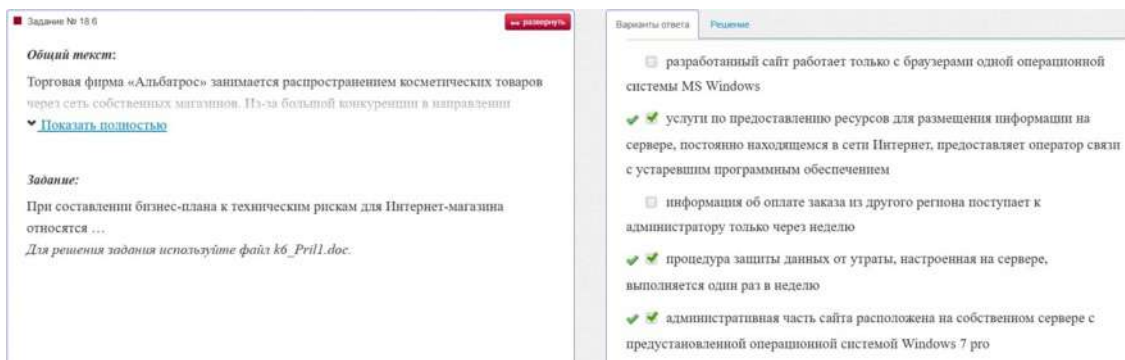 Задание № 18.6
развернуть
Общий текст:
Торговая фирма «Альбатрос» занимается распространением косметических товаров
через сеть собственных магазинов. Из-за большой конкуренции в направлении
Показать полностью
Задание:
При составлении бизнес-плана к техническим рискам для Интернет-магазина
относятся …
Для решения задания используйте файл k6_Pril1.doc.
Варианты ответа
Решение
разработанный сайт работает только с браузерами одной операционной
системы MS Windows
услуги по предоставлению ресурсов для размещения информации на
сервере, постоянно находящемся в сети Интернет, предоставляет оператор связи
с устаревшим программным обеспечением
информация об оплате заказа из другого региона поступает к
администратору только через неделю
процедура защиты данных от утраты, настроенная на сервере,
выполняется один раз в неделю
административная часть сайта расположена на собственном сервере с
предустановленной операционной системой Windows 7 pro